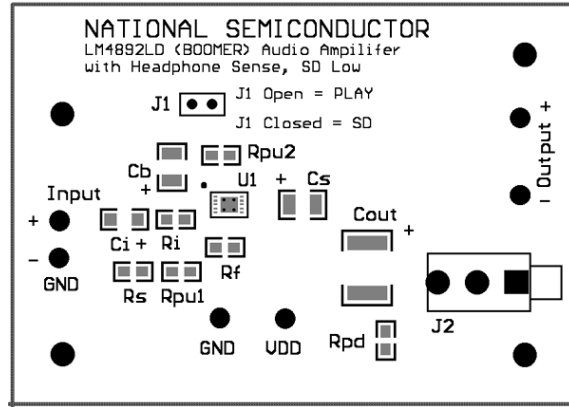 NATIONAL SEMICONDUCTOR
LM4892LD (BOOMER) Audio Ampilifer
with Headphone Sense, SD Low
J1 J1 Open = PLAY
J1 Closed = SD
Output +
-
Cb
+
Rpu2
U1
+ Cs
Input
+
-
GND
Ci +
Ri
Cout
+
Rs
Rpu1
Rf
J2
GND
VDD
Rpd